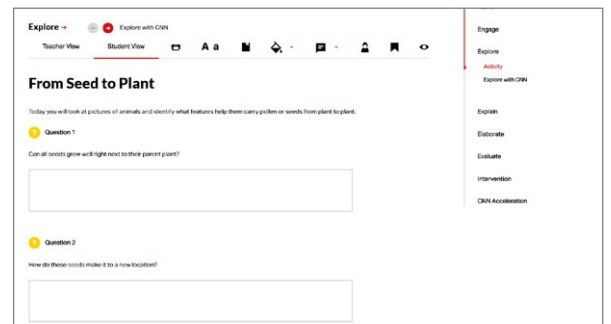 Explore → Explore with CNN
Teacher View Student View A a
From Seed to Plant
Today you will look at pictures of animals and identify what features help them carry pollen or seeds from plant to plant.
Question 1
Can all seeds grow well right next to their parent plant?
Question 2
How do these seeds make it to a new location?
Engage
Explore
Activity
Explore with CNN
Explain
Elaborate
Evaluate
Intervention
CNN Acceleration